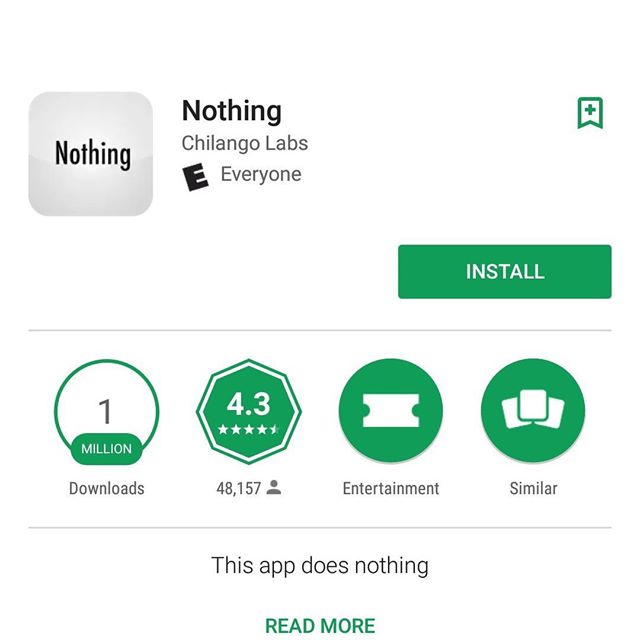 Nothing
Nothing
Chilango Labs
E Everyone
INSTALL
1
MILLION
Downloads
4.3
48,157
Entertainment
Similar
This app does nothing
READ MORE